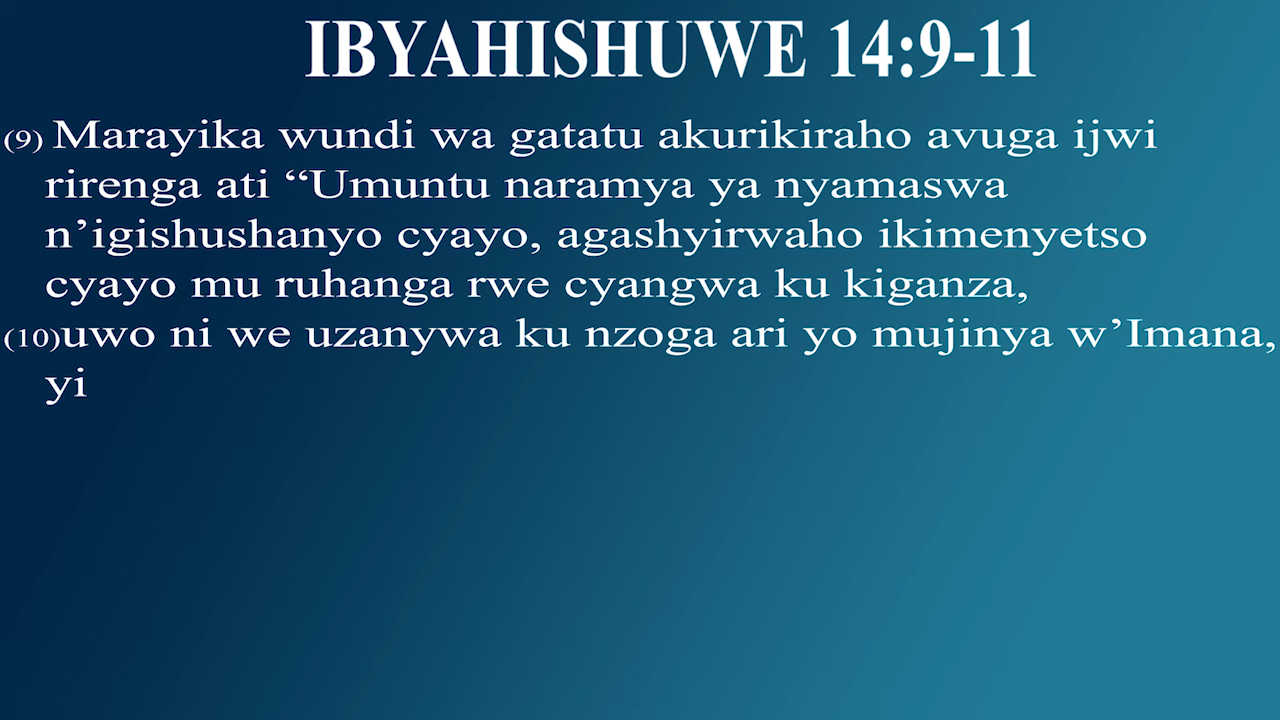 IBYAHISHUWE 14:9-11
(9) Marayika wundi wa gatatu akurikiraho avuga ijwi
rirenga ati “Umuntu naramya ya nyamaswa
n’igishushanyo cyayo, agashyirwaho ikimenyetso
cyayo mu ruhanga rwe cyangwa ku kiganza,
(10)uwo ni we uzanywa ku nzoga ari yo mujinya w’Imana,
yi